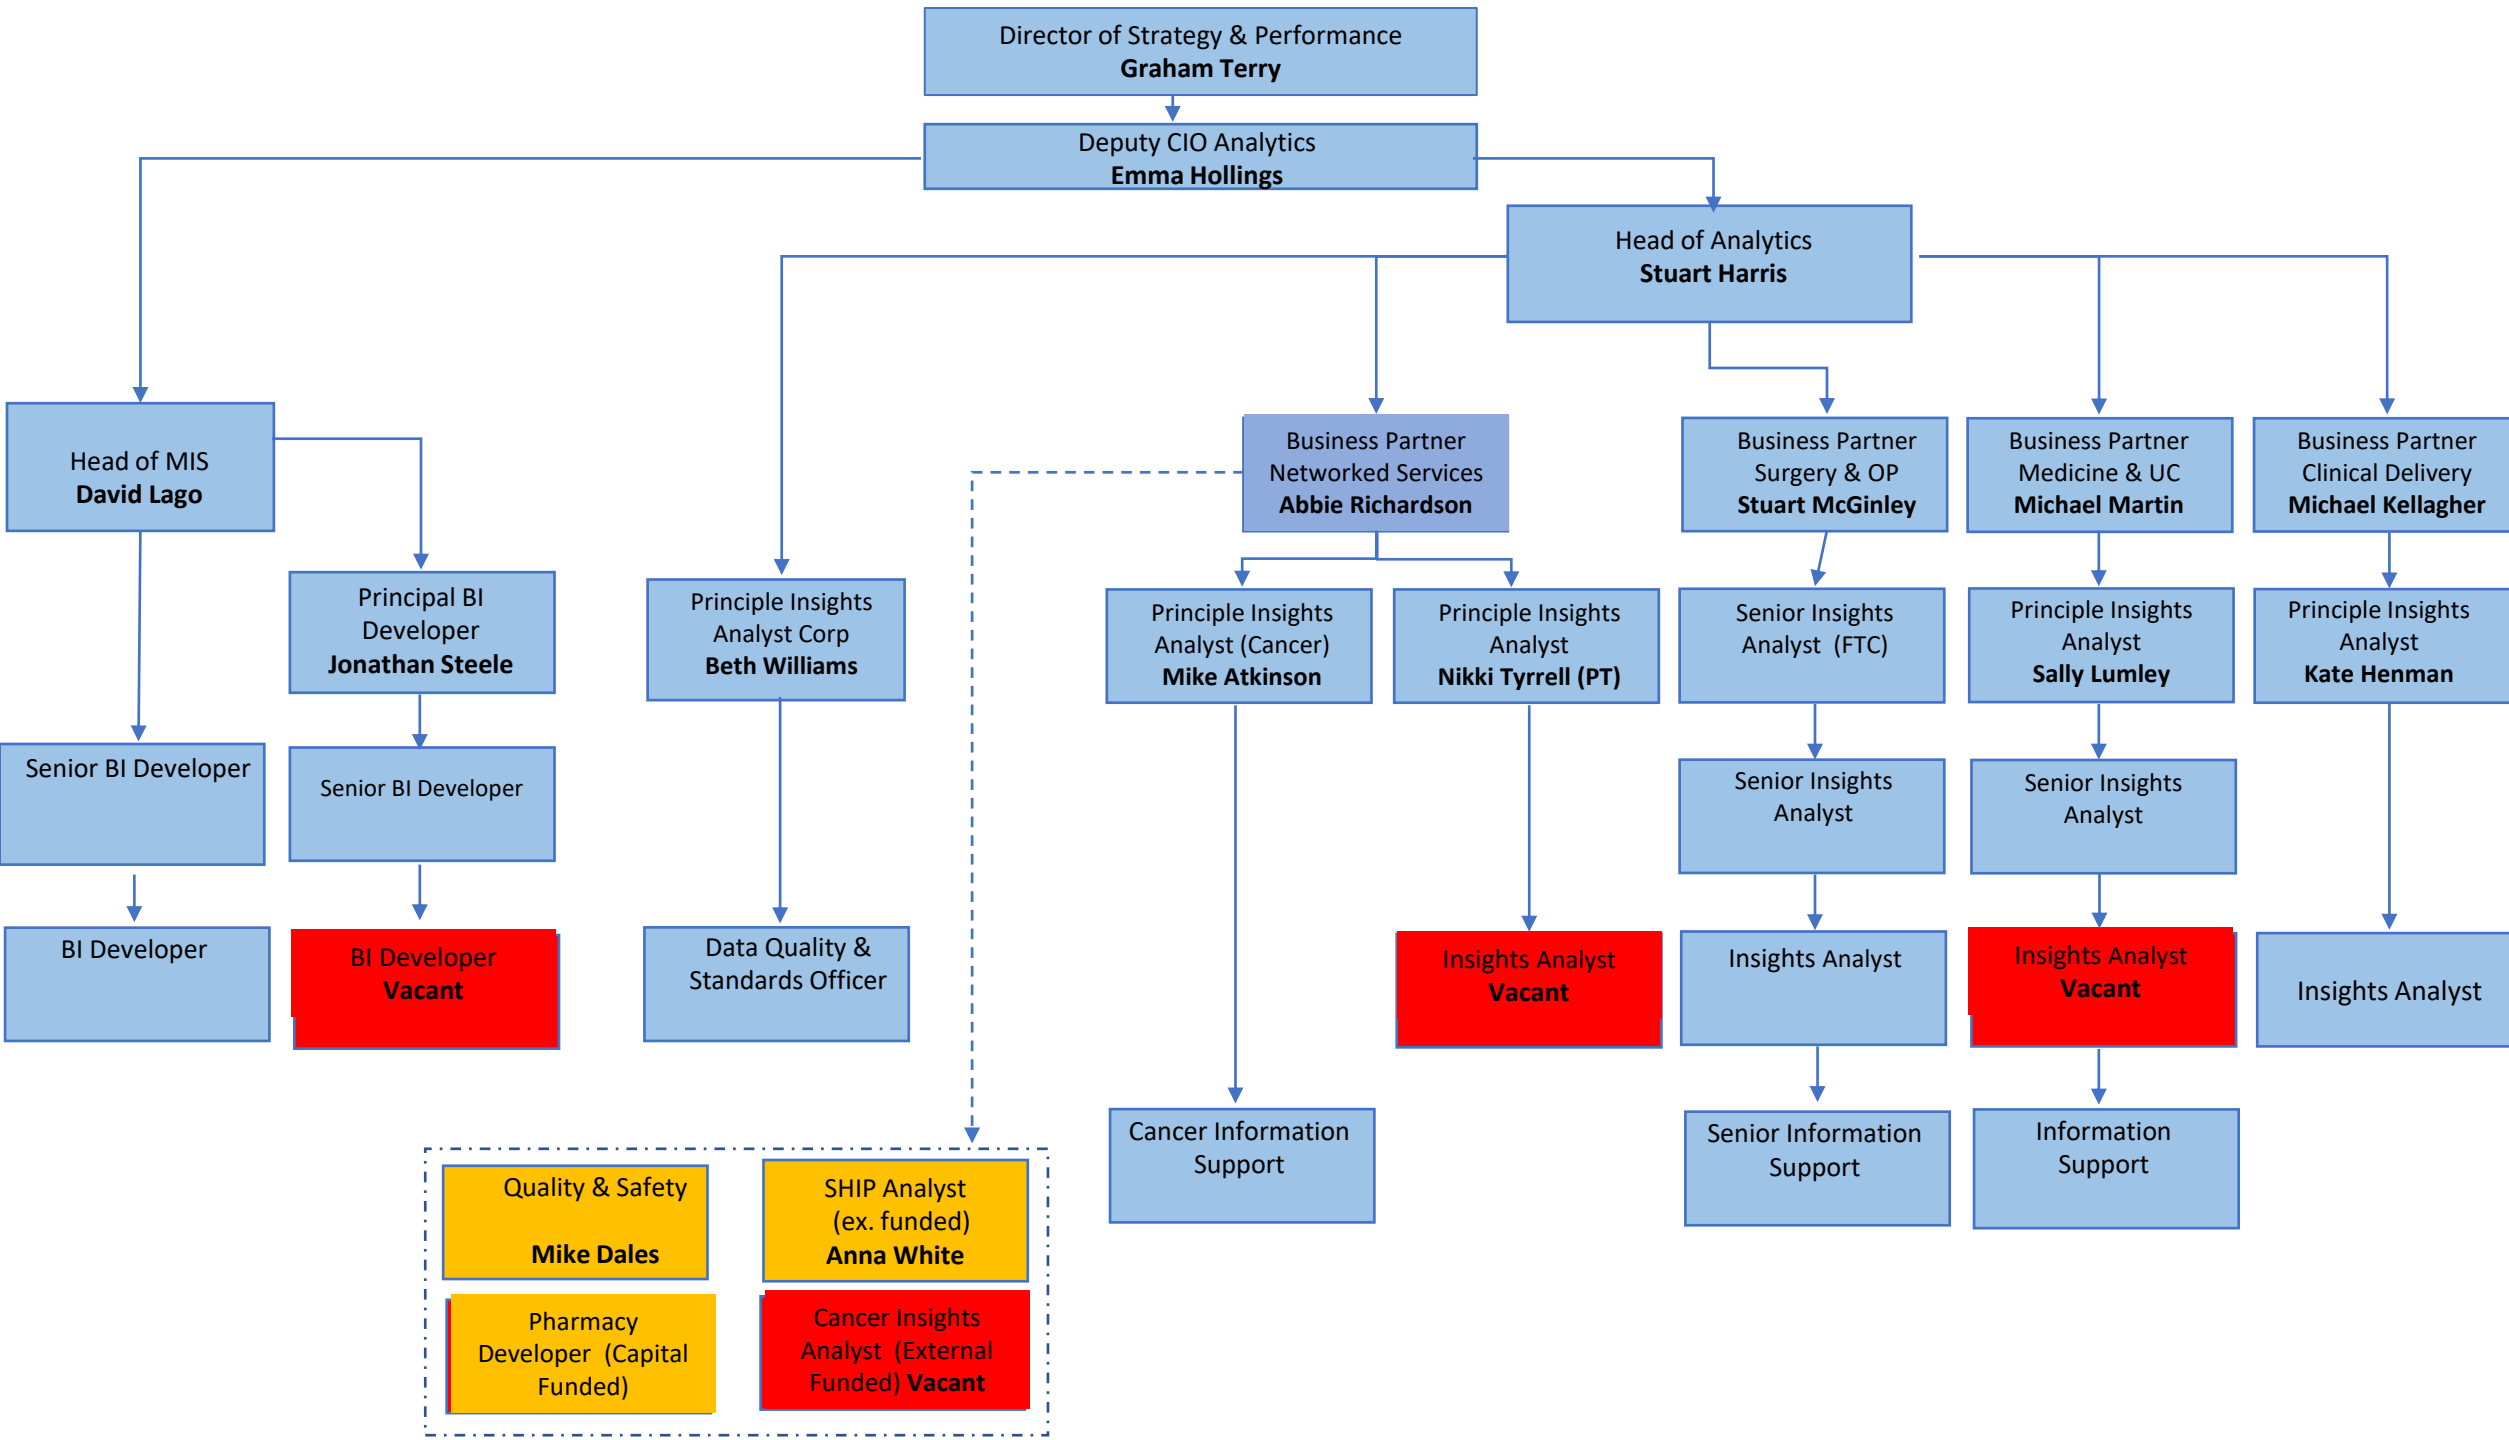 Director of Strategy & Performance
Graham Terry
Deputy CIO Analytics
Emma Hollings
Head of Analytics
Stuart Harris
Head of MIS
David Lago
Business Partner
Networked Services
Abbie Richardson
Business Partner
Surgery & OP
Stuart McGinley
Business Partner
Medicine & UC
Michael Martin
Business Partner
Clinical Delivery
Michael Kellagher
Principal BI
Developer
Jonathan Steele
Principle Insights
Analyst Corp
Beth Williams
Principle Insights
Analyst (Cancer)
Mike Atkinson
Principle Insights
Analyst
Nikki Tyrrell (PT)
Senior Insights
Analyst (FTC)
Principle Insights
Analyst
Sally Lumley
Principle Insights
Analyst
Kate Henman
Senior BI Developer
Senior BI Developer
Senior Insights
Analyst
Senior Insights
Analyst
BI Developer
BI Developer
Vacant
Data Quality &
Standards Officer
Insights Analyst
Vacant
Insights Analyst
Insights Analyst
Vacant
Insights Analyst
Cancer Information
Support
Senior Information
Support
Information
Support
Quality & Safety
Mike Dales
SHIP Analyst
(ex. funded)
Anna White
Pharmacy
Developer (Capital
Funded)
Cancer Insights
Analyst (External
Funded) Vacant